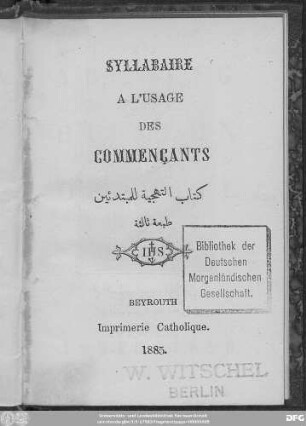 SYLLABAIRE
A L'USAGE
DES
COMMENÇANTS
كتاب التهجية للمبتدئين
طبعة ثالثة
IHS
Bibliothek der
Deutschen
Morgenländischen
Gesellschaft.
BEYROUTH
Imprimerie Catholique.
1885.
W. WITSCHEL
BERLIN
DFG